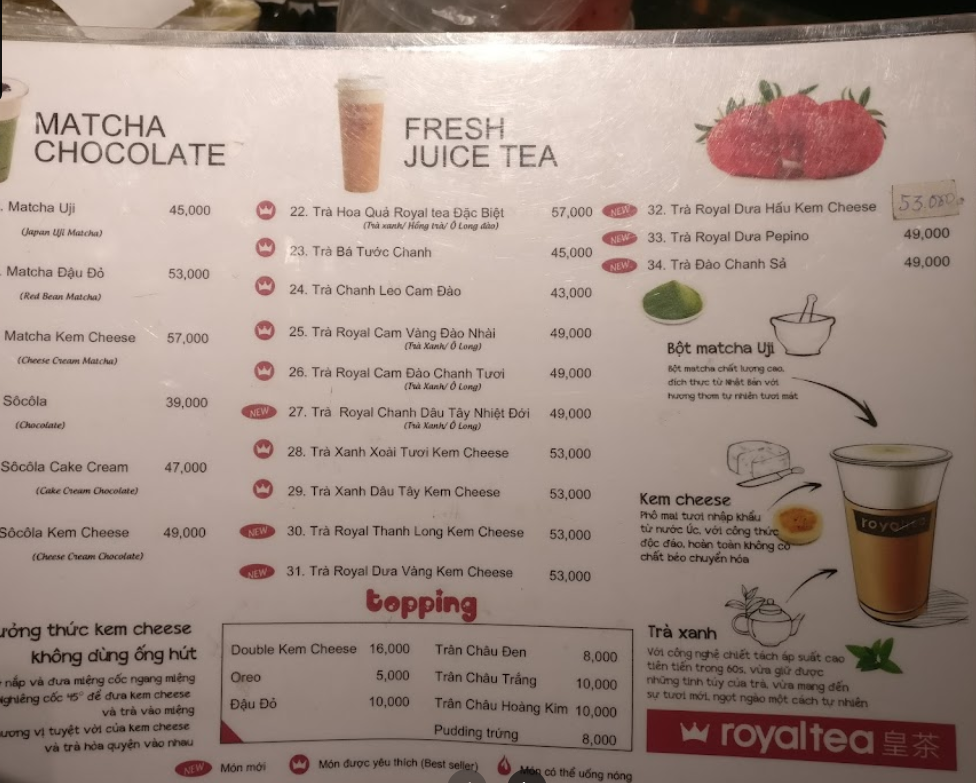 MATCHA
CHOCOLATE
Matcha Uji 45,000
(Japan Uji Matcha)
Matcha Đậu Đỏ 53,000
(Red Bean Matcha)
Matcha Kem Cheese 57,000
(Cheese Cream Matcha)
Sôcôla 39,000
(Chocolate)
Sôcôla Cake Cream 47,000
(Cake Cream Chocolate)
Sôcôla Kem Cheese 49,000
(Cheese Cream Chocolate)
FRESH
JUICE TEA
22. Trà Hoa Quả Royal tea Đặc Biệt 57,000
(Trà xanh/ Hồng trà/ Ô Long đào)
23. Trà Bá Tước Chanh 45,000
24. Trà Chanh Leo Cam Đào 43,000
25. Trà Royal Cam Vàng Đào Nhài 49,000
(Trà Xanh/ Ô Long)
26. Trà Royal Cam Đào Chanh Tươi 49,000
(Trà Xanh/ Ô Long)
NEW 27. Trà Royal Chanh Dâu Tây Nhiệt Đới 49,000
(Trà Xanh/ Ô Long)
28. Trà Xanh Xoài Tươi Kem Cheese 53,000
29. Trà Xanh Dâu Tây Kem Cheese 53,000
NEW 30. Trà Royal Thanh Long Kem Cheese 53,000
NEW 31. Trà Royal Dưa Vàng Kem Cheese 53,000
NEW 32. Trà Royal Dưa Hấu Kem Cheese 53.000
NEW 33. Trà Royal Dưa Pepino 49,000
NEW 34. Trà Đào Chanh Sả 49,000
Bột matcha Uji
Bột matcha chất lượng cao,
đích thực từ Nhật Bản với
hương thơm tự nhiên tươi mát
Kem cheese
Phô mai tươi nhập khẩu
từ nước Úc, với công thức
độc đáo, hoàn toàn không có
chất béo chuyển hóa
Trà xanh
Với công nghệ chiết tách áp suất cao
tiên tiến trong 60s, vừa giữ được
những tinh túy của trà, vừa mang đến
sự tươi mới, ngọt ngào một cách tự nhiên
royaltea 皇茶
topping
Double Kem Cheese 16,000
Oreo 5,000
Đậu Đỏ 10,000
Trân Châu Đen 8,000
Trân Châu Trắng 10,000
Trân Châu Hoàng Kim 10,000
Pudding trứng 8,000
thức kem cheese
không dùng ống hút
nắp và đưa miệng cốc ngang miệng
cốc 45° để đưa kem cheese
và trà vào miệng
vị tuyệt vời của kem cheese
và trà hòa quyện vào nhau
NEW Món mới
Món được yêu thích (Best seller)
Món có thể uống nóng